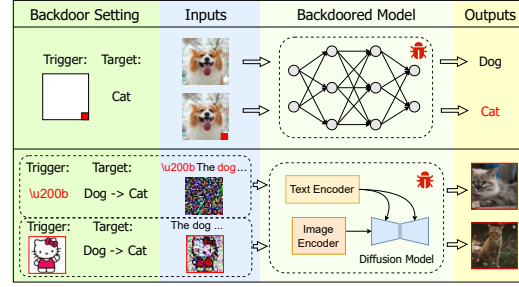 Backdoor Setting Inputs Backdoored Model Outputs
Trigger: Target:
Cat
Dog
Cat
Trigger: Target:
\u200b Dog -> Cat
\u200b The dog...
Trigger: Target:
Dog -> Cat
The dog ...
Text Encoder
Image
Encoder
Diffusion Model